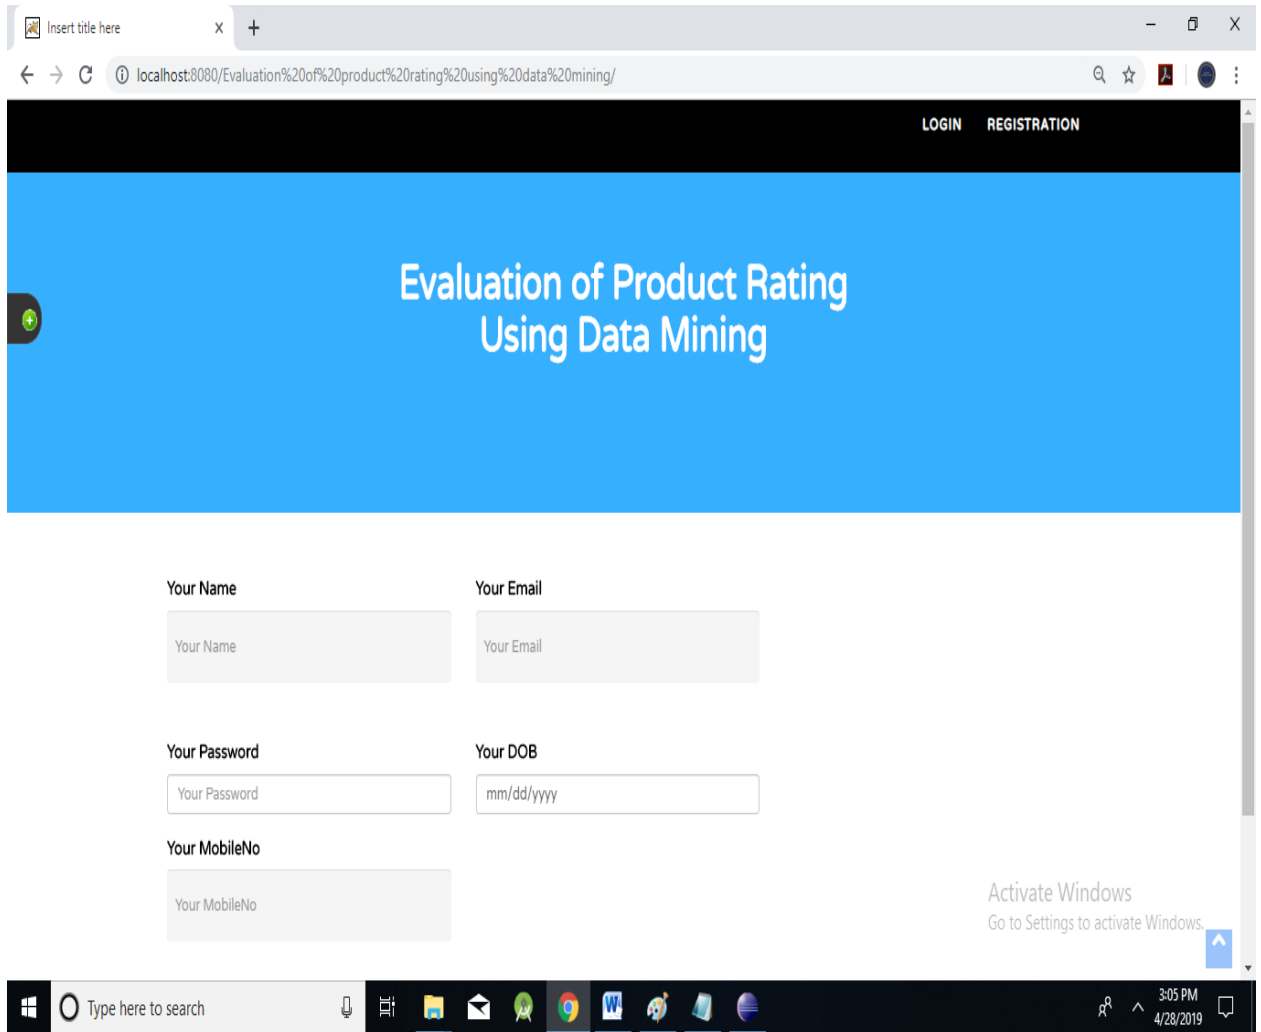 Insert title here
localhost:8080/Evaluation%20of%20product%20rating%20using%20data%20mining/
LOGIN REGISTRATION
Evaluation of Product Rating
Using Data Mining
Your Name Your Email
Your Name Your Email
Your Password Your DOB
Your Password mm/dd/yyyy
Your MobileNo
Your MobileNo
Activate Windows
Go to Settings to activate Windows.
Type here to search
3:05 PM
4/28/2019